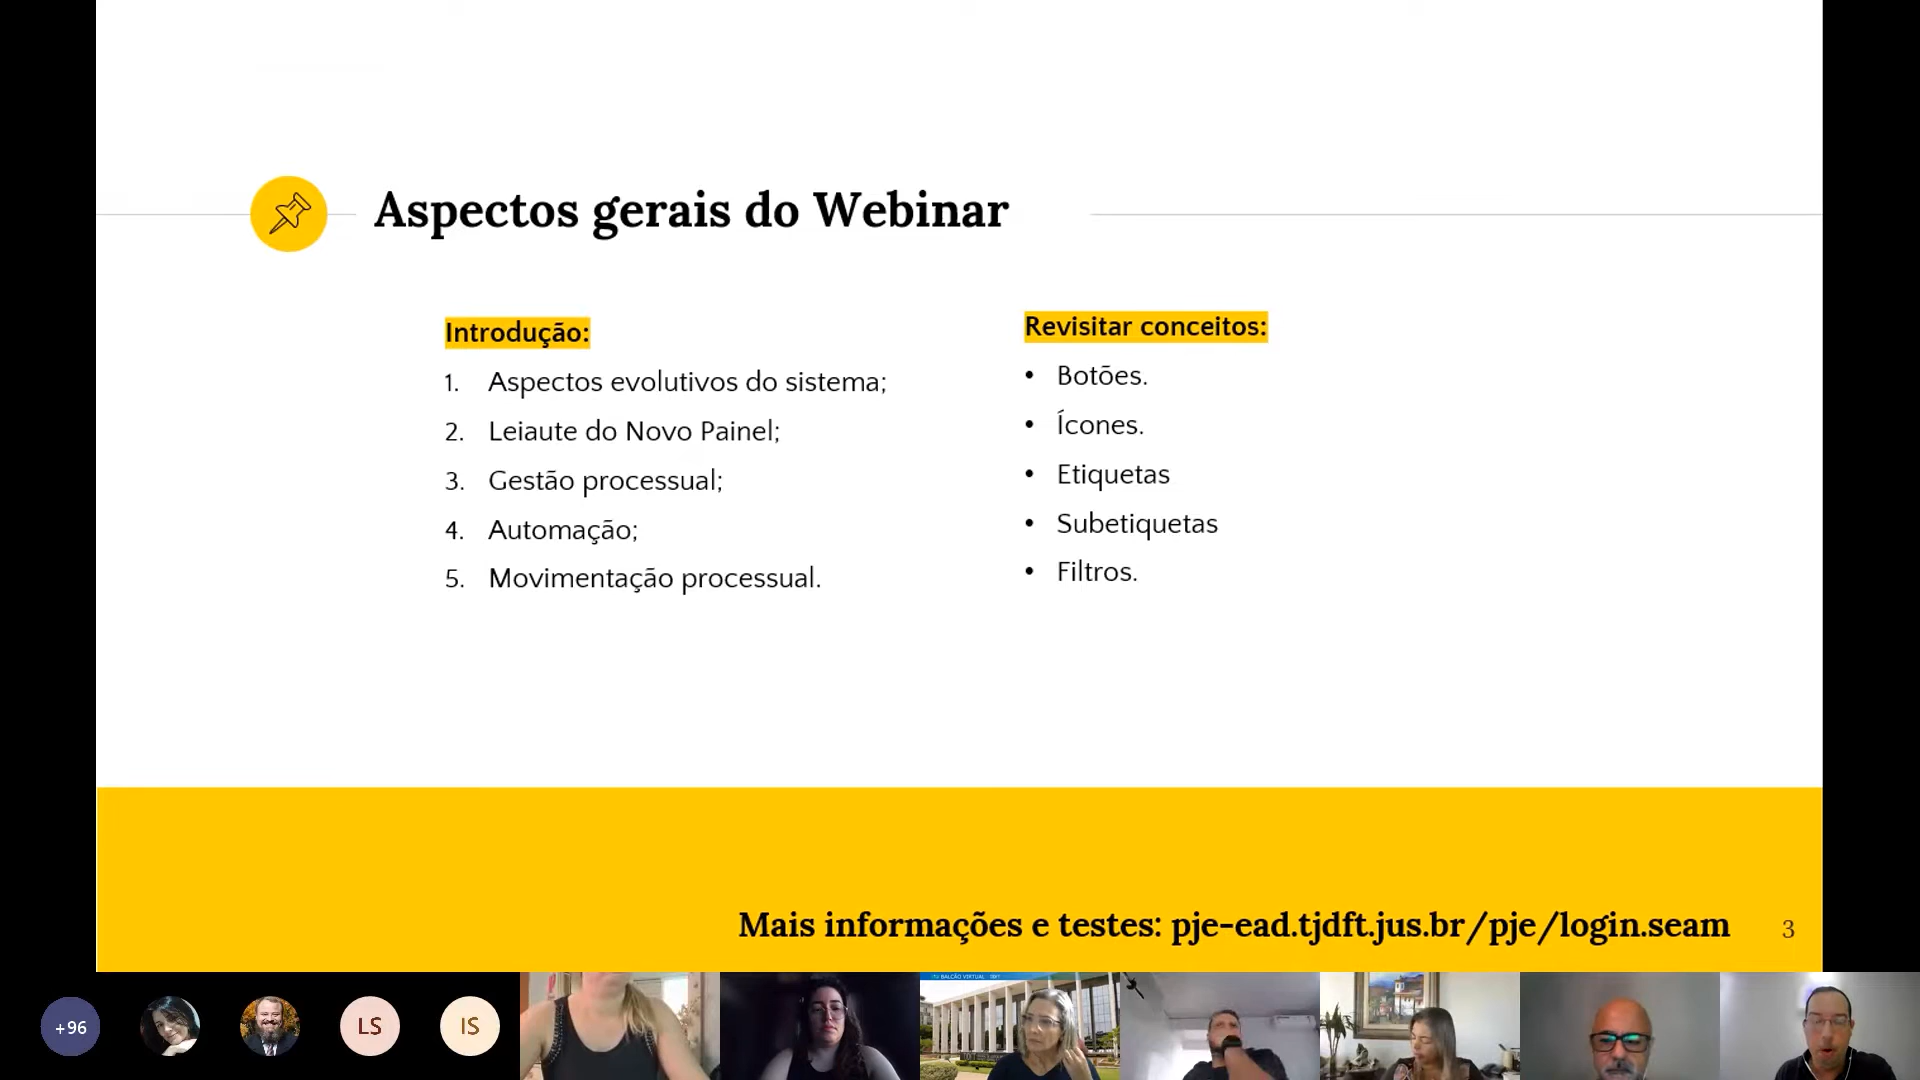 Aspectos gerais do Webinar
Introdução:
1. Aspectos evolutivos do sistema;
2. Leiaute do Novo Painel;
3. Gestão processual;
4. Automação;
5. Movimentação processual.
Revisitar conceitos:
• Botões.
• Ícones.
• Etiquetas
• Subetiquetas
• Filtros.
Mais informações e testes: pje-ead.tjdft.jus.br/pje/login.seam
3
+96
LS
IS
BALCÃO VIRTUAL